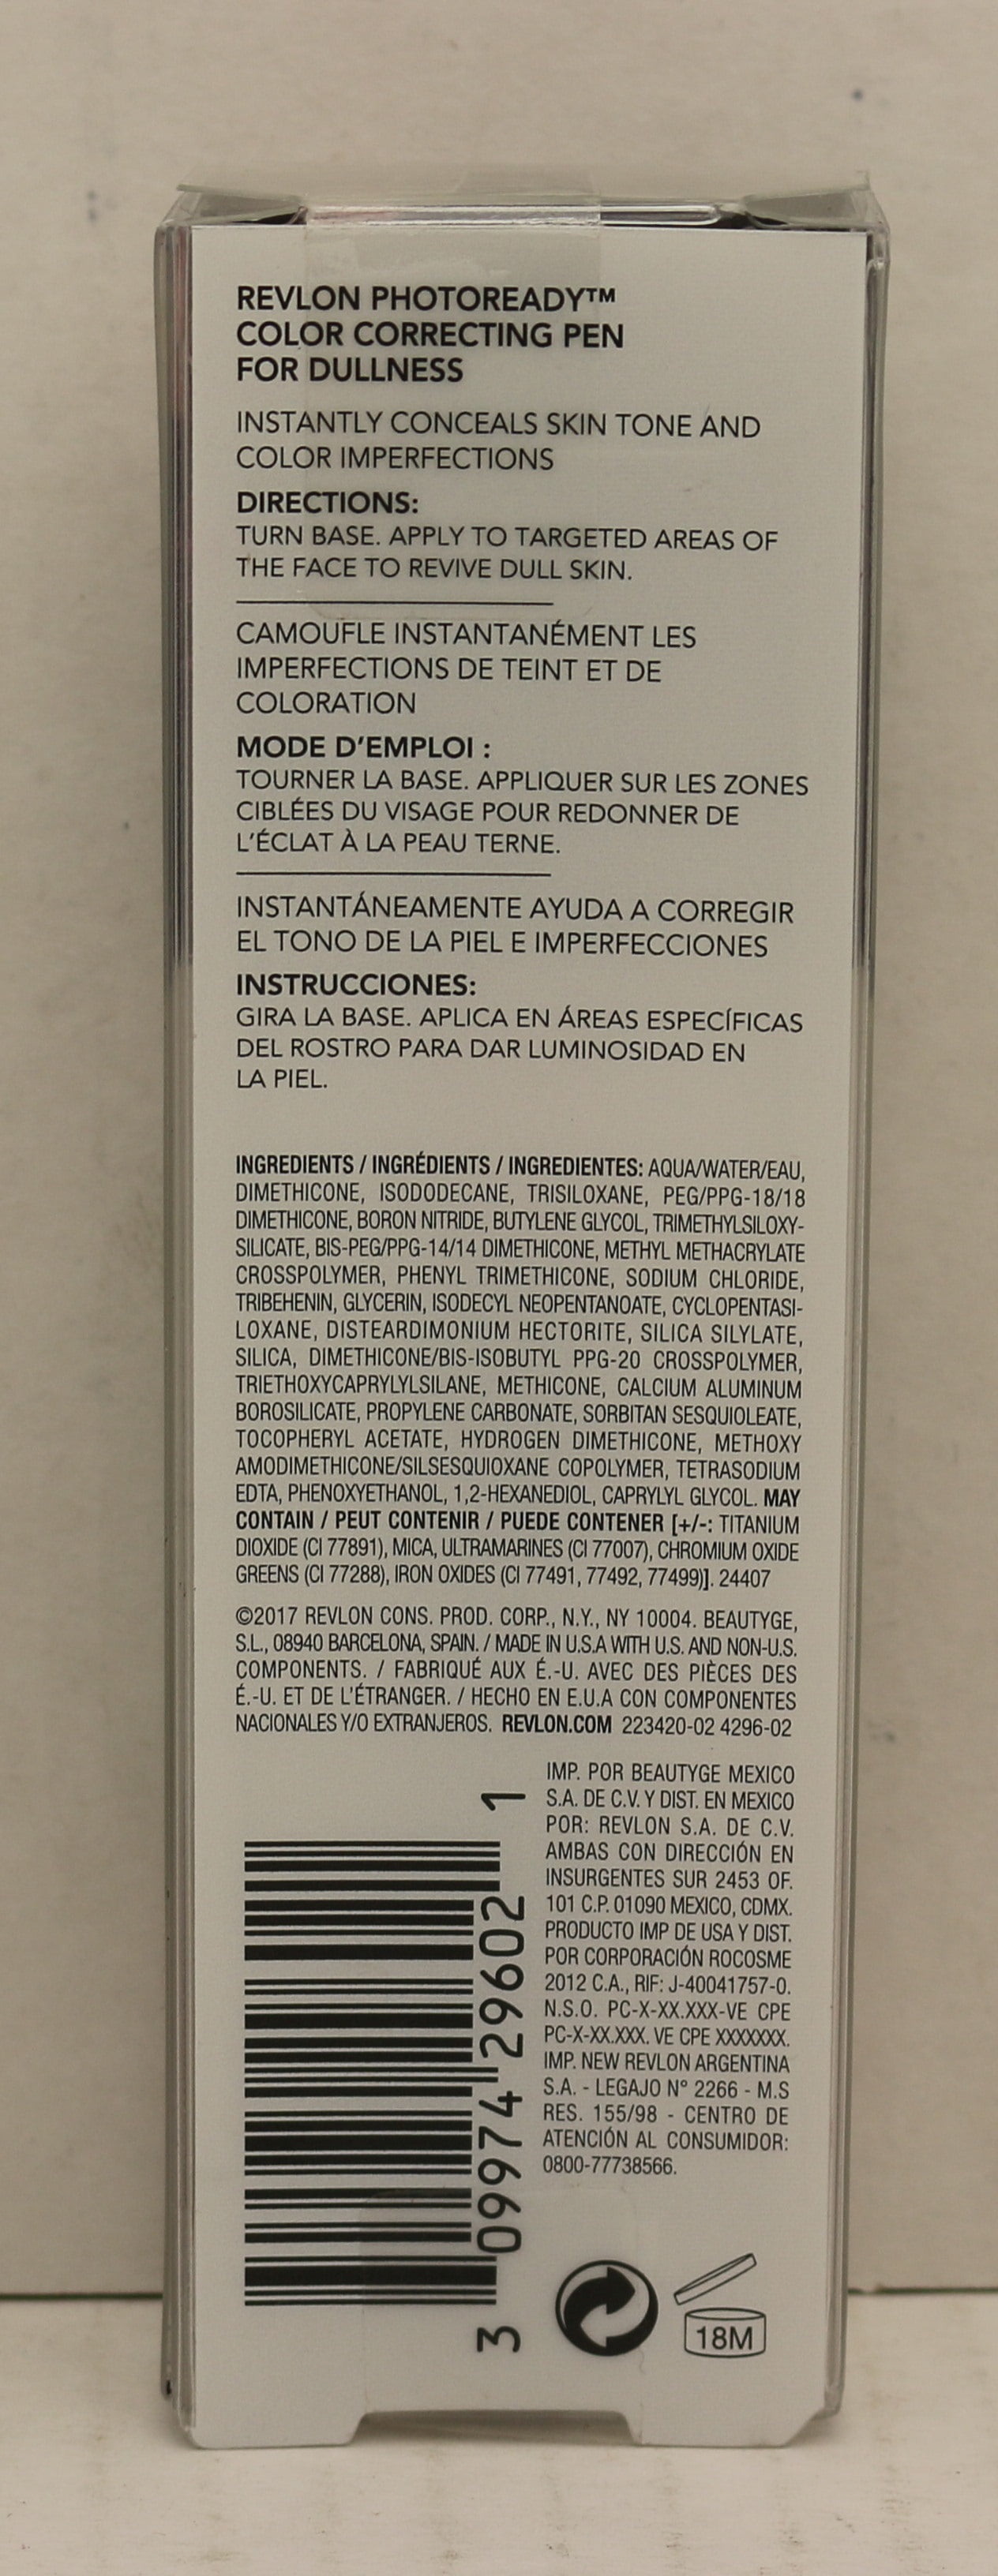 REVLON PHOTOREADY™
COLOR CORRECTING PEN
FOR DULLNESS
INSTANTLY CONCEALS SKIN TONE AND
COLOR IMPERFECTIONS
DIRECTIONS:
TURN BASE. APPLY TO TARGETED AREAS OF
THE FACE TO REVIVE DULL SKIN.
CAMOUFLE INSTANTANÉMENT LES
IMPERFECTIONS DE TEINT ET DE
COLORATION
MODE D'EMPLOI :
TOURNER LA BASE. APPLIQUER SUR LES ZONES
CIBLÉES DU VISAGE POUR REDONNER DE
L'ÉCLAT À LA PEAU TERNE.
INSTANTÁNEAMENTE AYUDA A CORREGIR
EL TONO DE LA PIEL E IMPERFECCIONES
INSTRUCCIONES:
GIRA LA BASE. APLICA EN ÁREAS ESPECÍFICAS
DEL ROSTRO PARA DAR LUMINOSIDAD EN
LA PIEL.
INGREDIENTS / INGRÉDIENTS / INGREDIENTES: AQUA/WATER/EAU,
DIMETHICONE, ISODODECANE, TRISILOXANE, PEG/PPG-18/18
DIMETHICONE, BORON NITRIDE, BUTYLENE GLYCOL, TRIMETHYLSILOXY-
SILICATE, BIS-PEG/PPG-14/14 DIMETHICONE, METHYL METHACRYLATE
CROSSPOLYMER, PHENYL TRIMETHICONE, SODIUM CHLORIDE,
TRIBEHENIN, GLYCERIN, ISODECYL NEOPENTANOATE, CYCLOPENTASI-
LOXANE, DISTEARDIMONIUM HECTORITE, SILICA SILYLATE,
SILICA, DIMETHICONE/BIS-ISOBUTYL PPG-20 CROSSPOLYMER,
TRIETHOXYCAPRYLYLSILANE, METHICONE, CALCIUM ALUMINUM
BOROSILICATE, PROPYLENE CARBONATE, SORBITAN SESQUIOLEATE,
TOCOPHERYL ACETATE, HYDROGEN DIMETHICONE, METHOXY
AMODIMETHICONE/SILSESQUIOXANE COPOLYMER, TETRASODIUM
EDTA, PHENOXYETHANOL, 1,2-HEXANEDIOL, CAPRYLYL GLYCOL. MAY
CONTAIN / PEUT CONTENIR / PUEDE CONTENER [+/-: TITANIUM
DIOXIDE (CI 77891), MICA, ULTRAMARINES (CI 77007), CHROMIUM OXIDE
GREENS (CI 77288), IRON OXIDES (CI 77491, 77492, 77499)]. 24407
©2017 REVLON CONS. PROD. CORP., N.Y., NY 10004. BEAUTYGE,
S.L., 08940 BARCELONA, SPAIN. / MADE IN U.S.A WITH U.S. AND NON-U.S.
COMPONENTS. / FABRIQUÉ AUX É.-U. AVEC DES PIÈCES DES
É.-U. ET DE L'ÉTRANGER. / HECHO EN E.U.A CON COMPONENTES
NACIONALES Y/O EXTRANJEROS. REVLON.COM 223420-02 4296-02
IMP. POR BEAUTYGE MEXICO
S.A. DE C.V. Y DIST. EN MEXICO
POR: REVLON S.A. DE C.V.
AMBAS CON DIRECCIÓN EN
INSURGENTES SUR 2453 OF.
101 C.P. 01090 MEXICO, CDMX.
PRODUCTO IMP DE USA Y DIST.
POR CORPORACIÓN ROCOSME
2012 C.A., RIF: J-40041757-0.
N.S.O. PC-X-XX.XXX-VE CPE
PC-X-XX.XXX. VE CPE XXXXXXX.
IMP. NEW REVLON ARGENTINA
S.A. - LEGAJO N° 2266 - M.S
RES. 155/98 - CENTRO DE
ATENCIÓN AL CONSUMIDOR:
0800-77738566.
3 09974 29602 1
18M